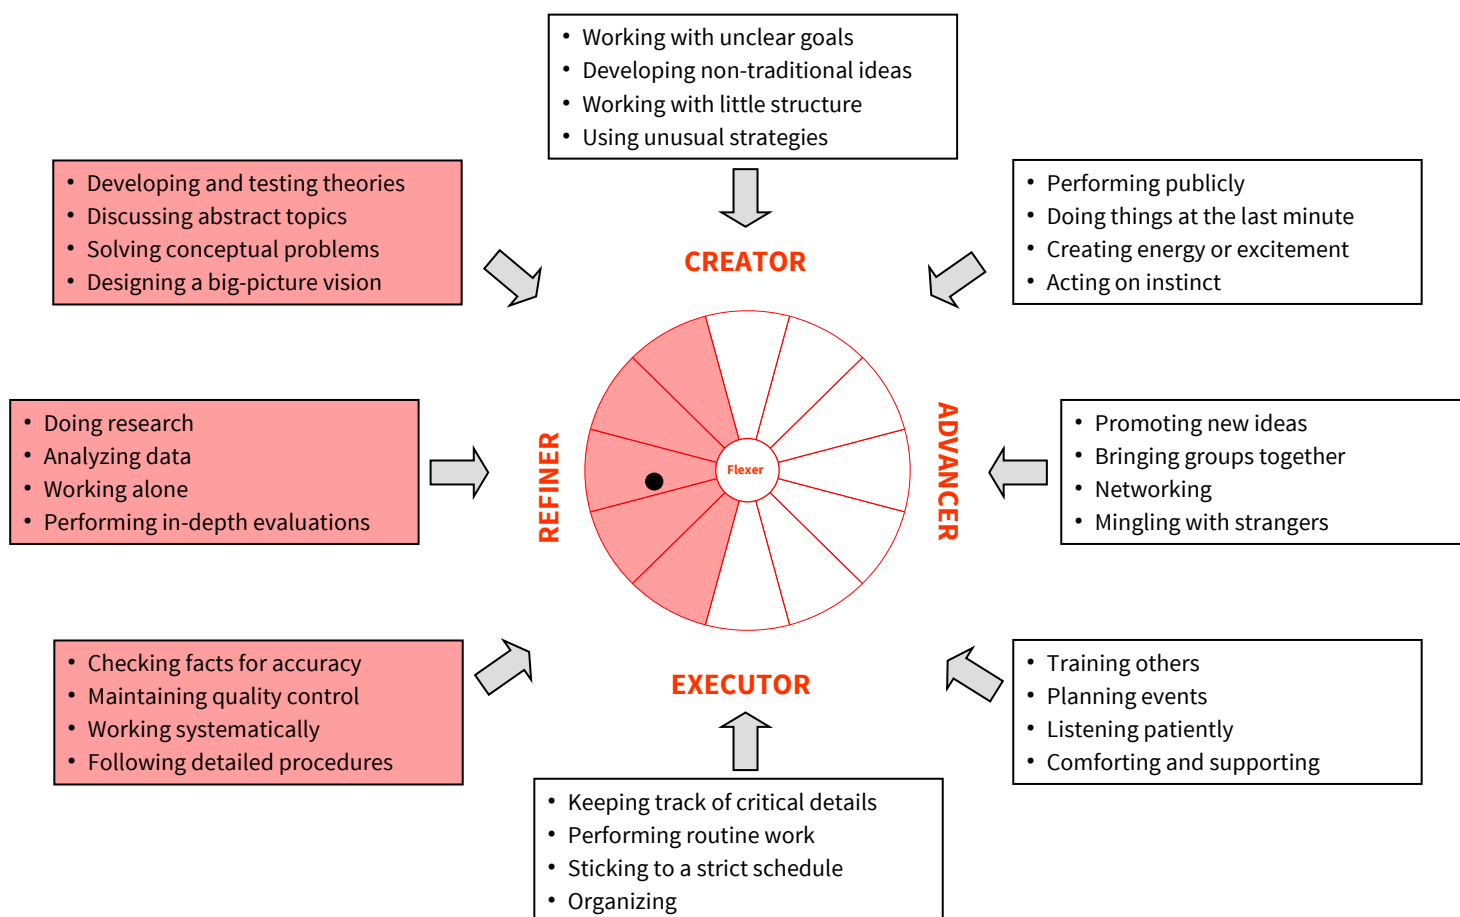 • Working with unclear goals
• Developing non-traditional ideas
• Working with little structure
• Using unusual strategies
• Developing and testing theories
• Discussing abstract topics
• Solving conceptual problems
• Designing a big-picture vision
• Performing publicly
• Doing things at the last minute
• Creating energy or excitement
• Acting on instinct
CREATOR
• Doing research
• Analyzing data
• Working alone
• Performing in-depth evaluations
REFINER
Flexer
ADVANCER
• Promoting new ideas
• Bringing groups together
• Networking
• Mingling with strangers
• Checking facts for accuracy
• Maintaining quality control
• Working systematically
• Following detailed procedures
EXECUTOR
• Training others
• Planning events
• Listening patiently
• Comforting and supporting
• Keeping track of critical details
• Performing routine work
• Sticking to a strict schedule
• Organizing